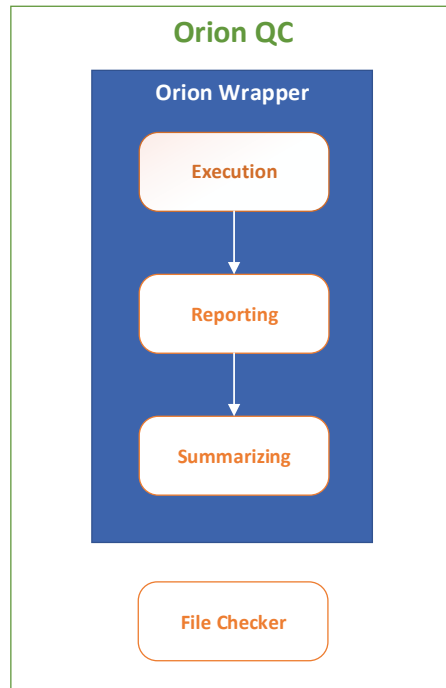 Orion QC
Orion Wrapper
Execution
Reporting
Summarizing
File Checker